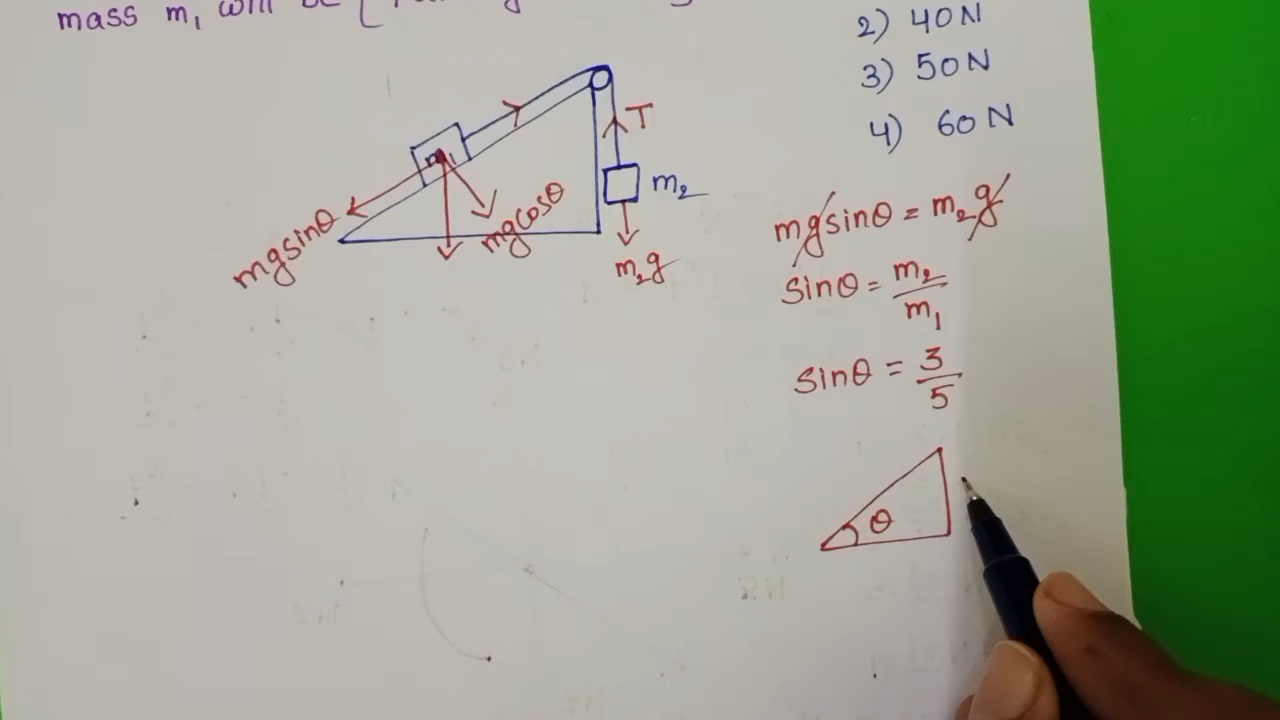 mass m₁ will be [
2) 40N
3) 50N
4) 60N
T
m₁
m₂
mgsinθ
mgcosθ
m₂g
mgsinθ = m₂g
sinθ = m₂/m₁
sinθ = 3/5
θ